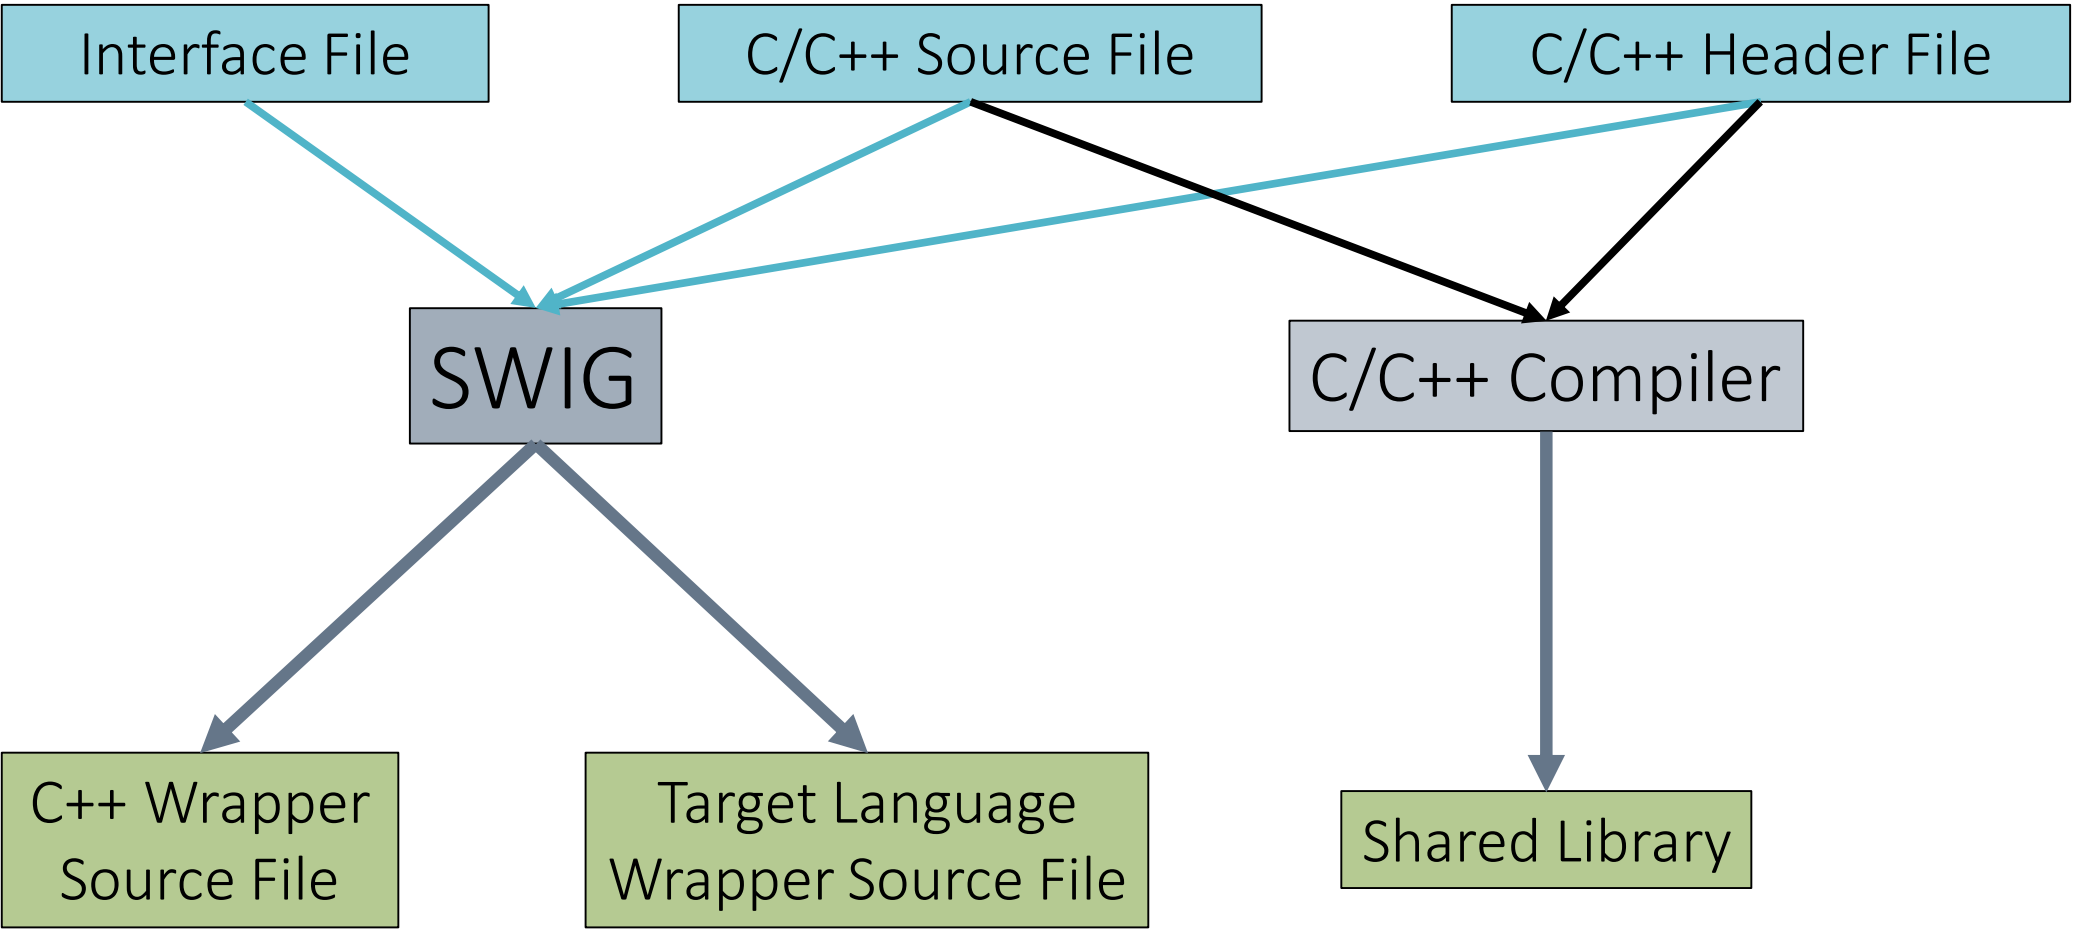 Interface File
C/C++ Source File
C/C++ Header File
SWIG
C/C++ Compiler
C++ Wrapper
Source File
Target Language
Wrapper Source File
Shared Library